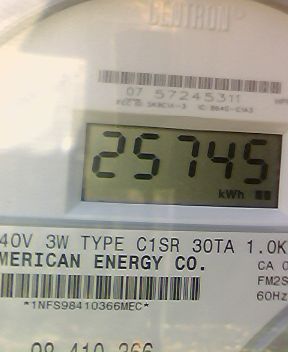 CENTRON®
07 57245311
25745
kWh
40V 3W TYPE C1SR 30TA 1.0K
MERICAN ENERGY CO.
CA 0
FM2S
60Hz
*1NFS98410366MEC*
98 410 366